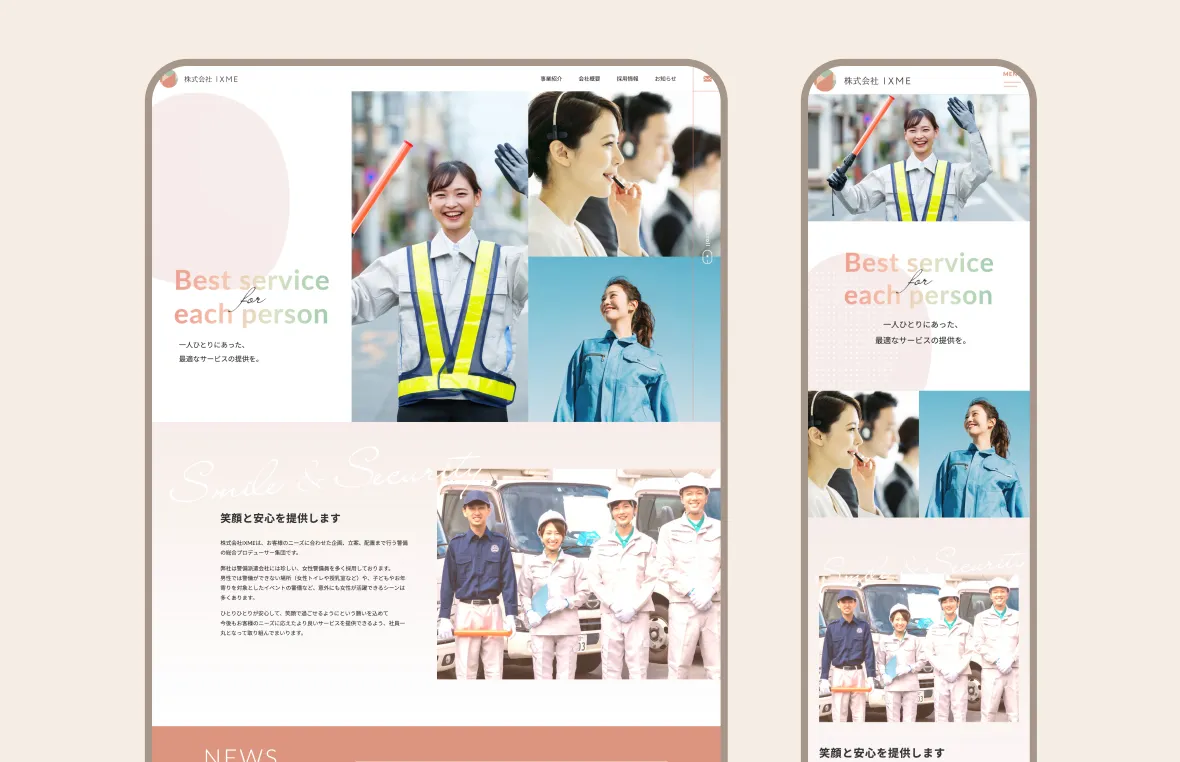 株式会社 IXME
事業紹介 会社概要 採用情報 お知らせ
Best service
for
each person
一人ひとりにあった、
最適なサービスの提供を。
Smile & Security
笑顔と安心を提供します
株式会社IXMEは、お客様のニーズに合わせた企画、立案、配置まで行う警備
の総合プロデューサー集団です。
弊社は警備派遣会社には珍しい、女性警備員を多く採用しております。
男性では警備ができない場所（女性トイレや授乳室など）や、子どもやお年
寄りを対象としたイベントの警備など、意外にも女性が活躍できるシーンは
多くあります。
ひとりひとりが安心して、笑顔で過ごせるようにという願いを込めて
今後もお客様のニーズに応えたより良いサービスを提供できるよう、社員一
丸となって取り組んでまいります。
NEWS
株式会社 IXME
Best service
for
each person
一人ひとりにあった、
最適なサービスの提供を。
Smile & Security
笑顔と安心を提供します